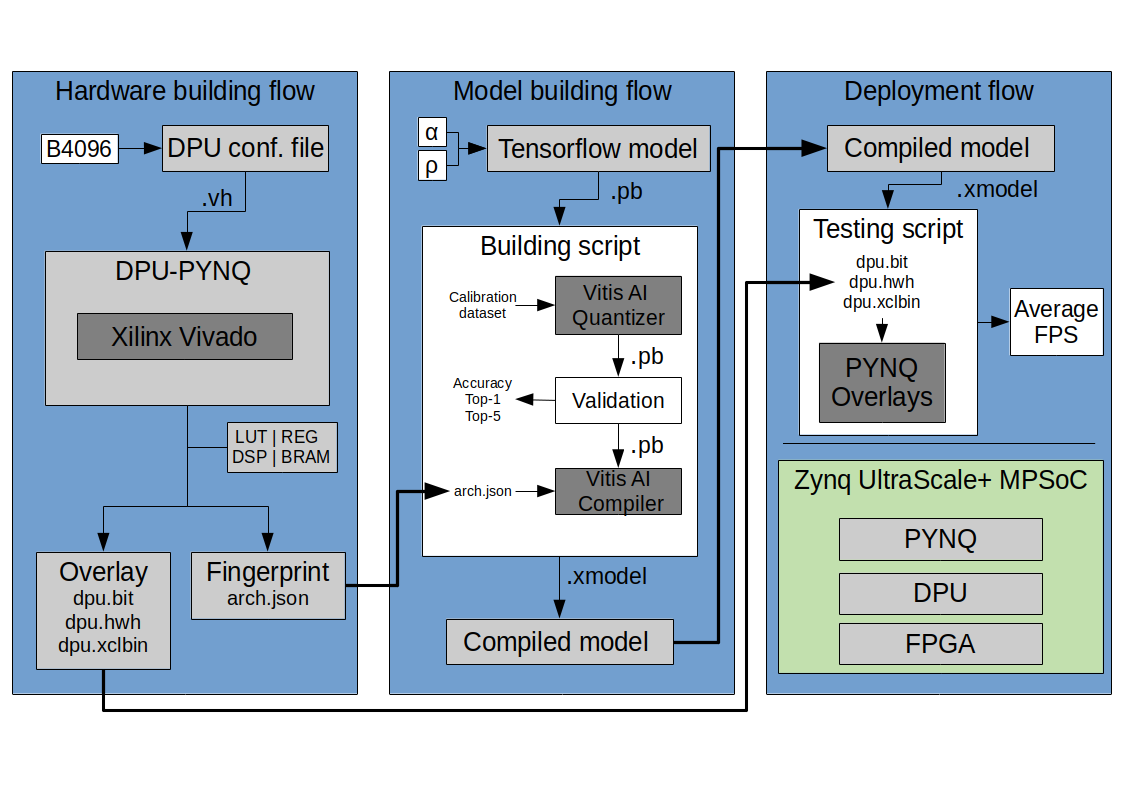 Hardware building flow
B4096
DPU conf. file
.vh
DPU-PYNQ
Xilinx Vivado
LUT | REG
DSP | BRAM
Overlay
dpu.bit
dpu.hwh
dpu.xclbin
Fingerprint
arch.json
Model building flow
α
ρ
Tensorflow model
.pb
Building script
Calibration
dataset
Vitis AI
Quantizer
.pb
Accuracy
Top-1
Top-5
Validation
.pb
arch.json
Vitis AI
Compiler
.xmodel
Compiled model
Deployment flow
Compiled model
.xmodel
Testing script
dpu.bit
dpu.hwh
dpu.xclbin
PYNQ
Overlays
Average
FPS
Zynq UltraScale+ MPSoC
PYNQ
DPU
FPGA